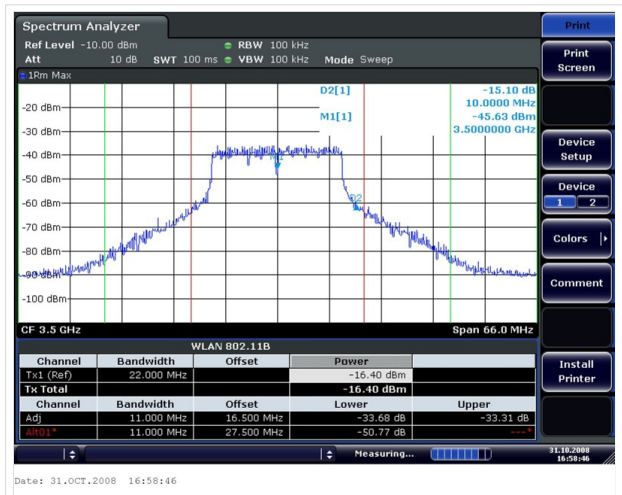 Spectrum Analyzer
Ref Level -10.00 dBm RBW 100 kHz
Att 10 dB SWT 100 ms VBW 100 kHz Mode Sweep
1Rm Max
D2[1] -15.10 dB
10.0000 MHz
M1[1] -45.63 dBm
3.5000000 GHz
-20 dBm
-30 dBm
-40 dBm
M1
-50 dBm
-60 dBm
D2
-70 dBm
-80 dBm
-90 dBm
-100 dBm
CF 3.5 GHz Span 66.0 MHz
WLAN 802.11B
Channel Bandwidth Offset Power
Tx1 (Ref) 22.000 MHz -16.40 dBm
Tx Total -16.40 dBm
Channel Bandwidth Offset Lower Upper
Adj 11.000 MHz 16.500 MHz -33.68 dB -33.31 dB
Alt01* 11.000 MHz 27.500 MHz -50.77 dB ---*
Measuring...
31.10.2008
16:58:46
Print
Print
Screen
Device
Setup
Device
1 2
Colors
Comment
Install
Printer
Date: 31.OCT.2008 16:58:46